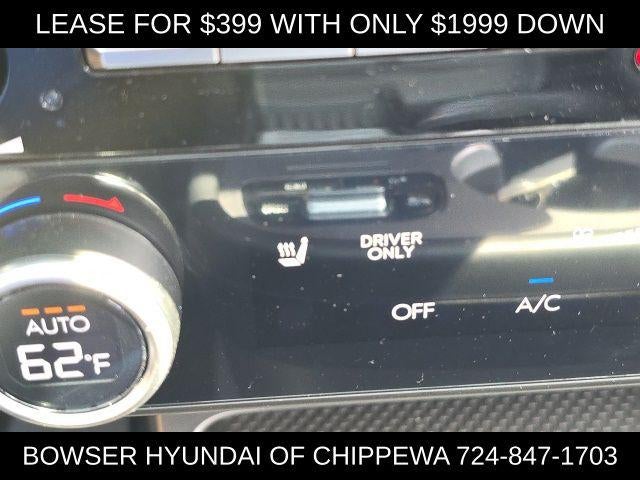 LEASE FOR $399 WITH ONLY $1999 DOWN
DRIVER
ONLY
OFF
A/C
AUTO
62°F
BOWSER HYUNDAI OF CHIPPEWA 724-847-1703